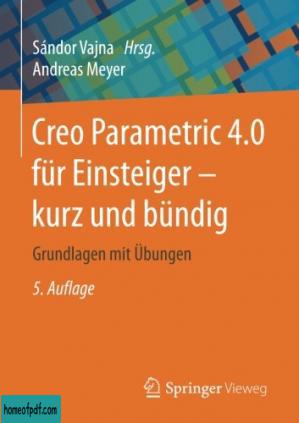 Sándor Vajna Hrsg.
Andreas Meyer
Creo Parametric 4.0
für Einsteiger –
kurz und bündig
Grundlagen mit Übungen
5. Auflage
Springer Vieweg
homeofpdf.com